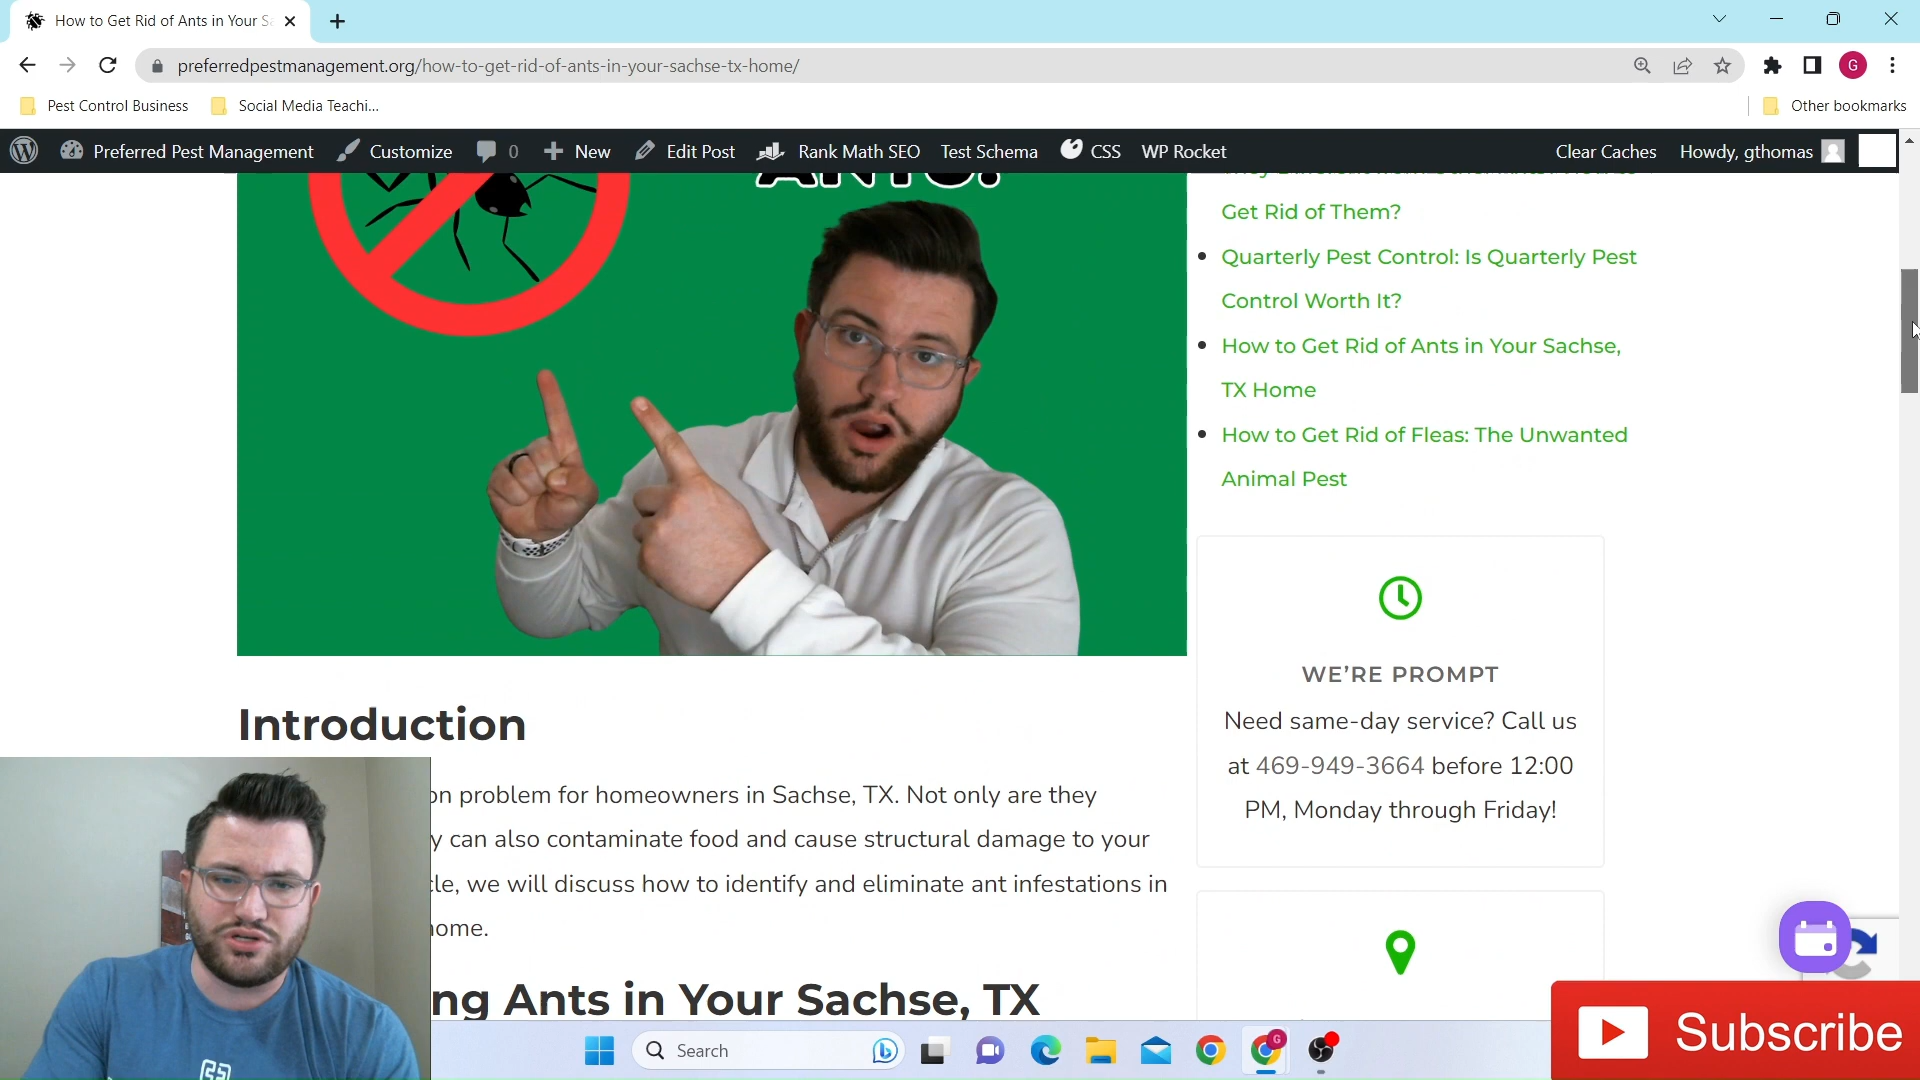 How to Get Rid of Ants in Your S
preferredpestmanagement.org/how-to-get-rid-of-ants-in-your-sachse-tx-home/
G
Pest Control Business
Social Media Teachi...
Other bookmarks
Preferred Pest Management
Customize
0
New
Edit Post
Rank Math SEO
Test Schema
CSS
WP Rocket
Clear Caches
Howdy, gthomas
ANTS!
Get Rid of Them?
Quarterly Pest Control: Is Quarterly Pest
Control Worth It?
How to Get Rid of Ants in Your Sachse,
TX Home
How to Get Rid of Fleas: The Unwanted
Animal Pest
WE'RE PROMPT
Need same-day service? Call us
at 469-949-3664 before 12:00
PM, Monday through Friday!
Introduction
problem for homeowners in Sachse, TX. Not only are they
can also contaminate food and cause structural damage to your
we will discuss how to identify and eliminate ant infestations in
Ants in Your Sachse, TX
Search
G
Subscribe